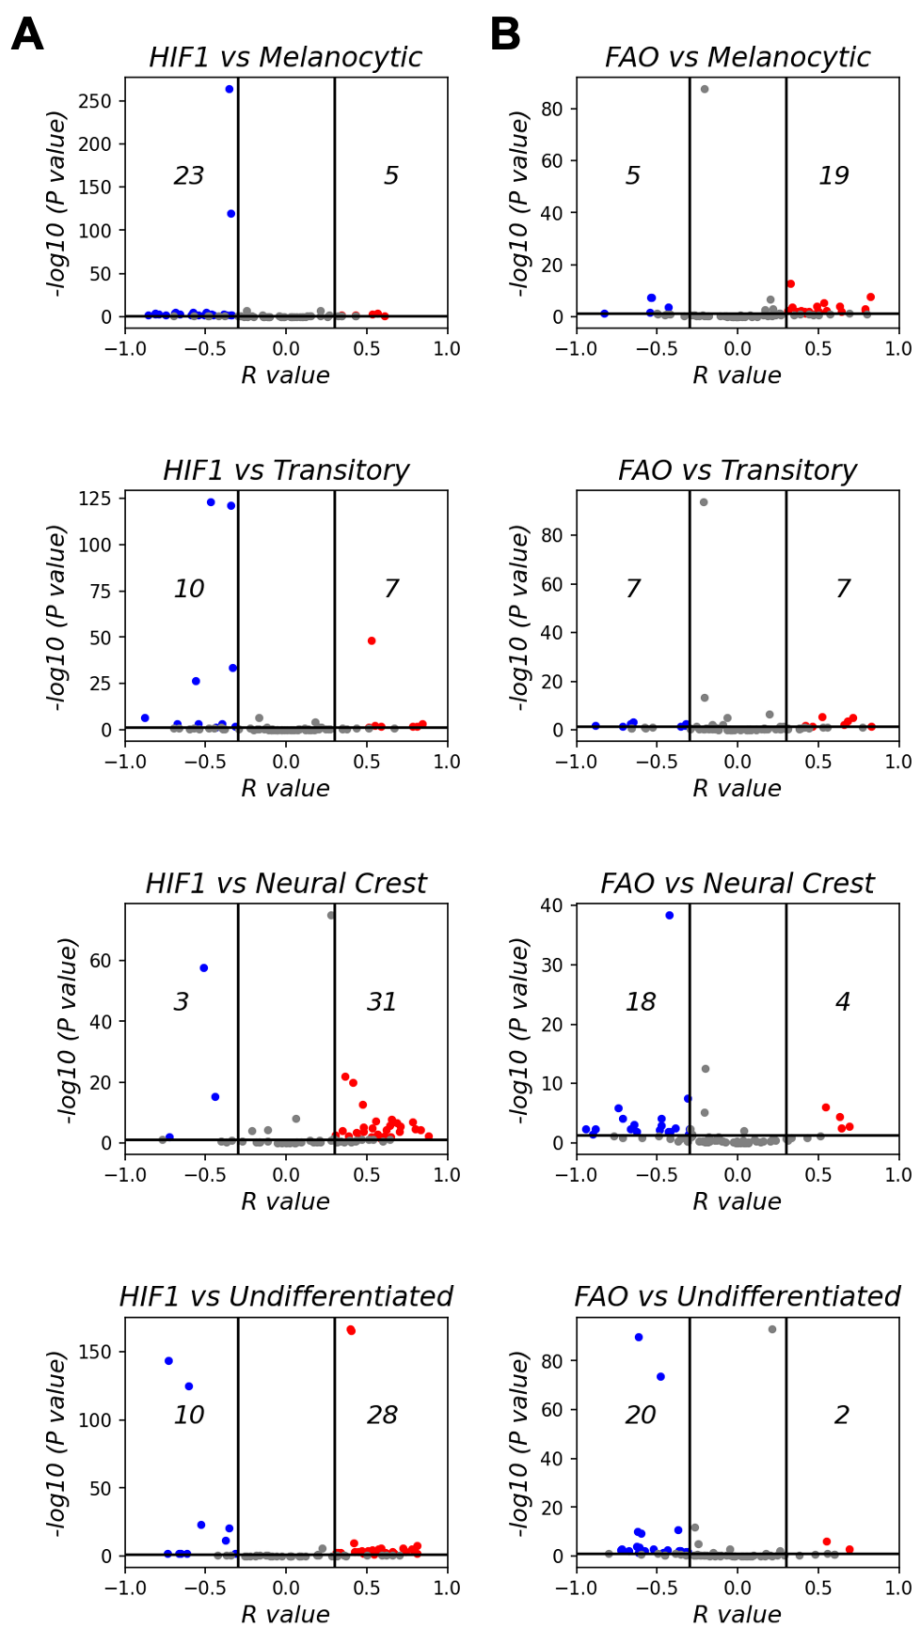 A
B
HIF1 vs Melanocytic
-log10 (P value)
250
200
150
100
50
0
23
5
−1.0 −0.5 0.0 0.5 1.0
R value
FAO vs Melanocytic
-log10 (P value)
80
60
40
20
0
5
19
−1.0 −0.5 0.0 0.5 1.0
R value
HIF1 vs Transitory
-log10 (P value)
125
100
75
50
25
0
10
7
−1.0 −0.5 0.0 0.5 1.0
R value
FAO vs Transitory
-log10 (P value)
80
60
40
20
0
7
7
−1.0 −0.5 0.0 0.5 1.0
R value
HIF1 vs Neural Crest
-log10 (P value)
60
40
20
0
3
31
−1.0 −0.5 0.0 0.5 1.0
R value
FAO vs Neural Crest
-log10 (P value)
40
30
20
10
0
18
4
−1.0 −0.5 0.0 0.5 1.0
R value
HIF1 vs Undifferentiated
-log10 (P value)
150
100
50
0
10
28
−1.0 −0.5 0.0 0.5 1.0
R value
FAO vs Undifferentiated
-log10 (P value)
80
60
40
20
0
20
2
−1.0 −0.5 0.0 0.5 1.0
R value